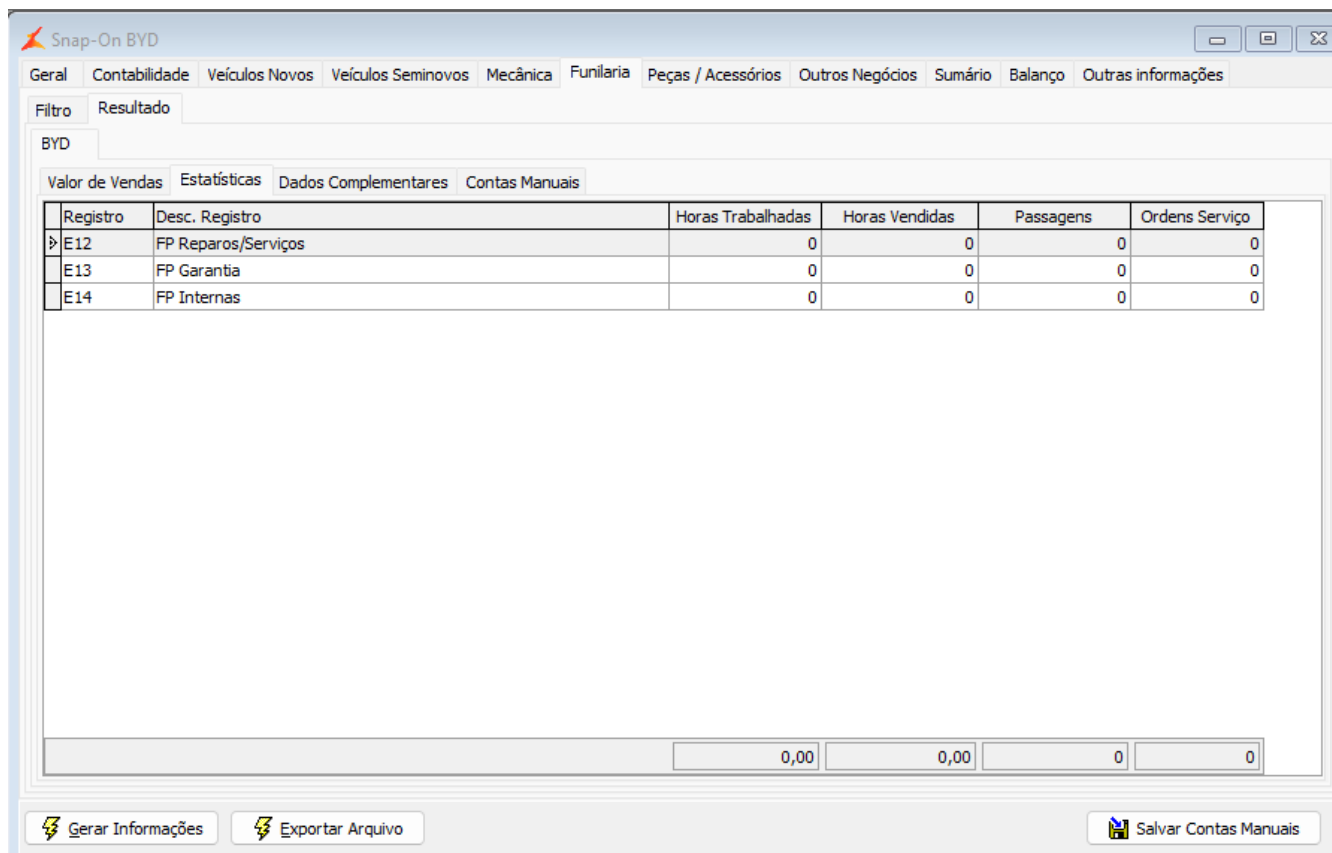 Snap-On BYD
Geral Contabilidade Veículos Novos Veículos Seminovos Mecânica Funilaria Peças / Acessórios Outros Negócios Sumário Balanço Outras informações
Filtro Resultado
BYD
Valor de Vendas Estatísticas Dados Complementares Contas Manuais
Registro Desc. Registro Horas Trabalhadas Horas Vendidas Passagens Ordens Serviço
E12 FP Reparos/Serviços 0 0 0 0
E13 FP Garantia 0 0 0 0
E14 FP Internas 0 0 0 0
0,00 0,00 0 0
Gerar Informações Exportar Arquivo Salvar Contas Manuais